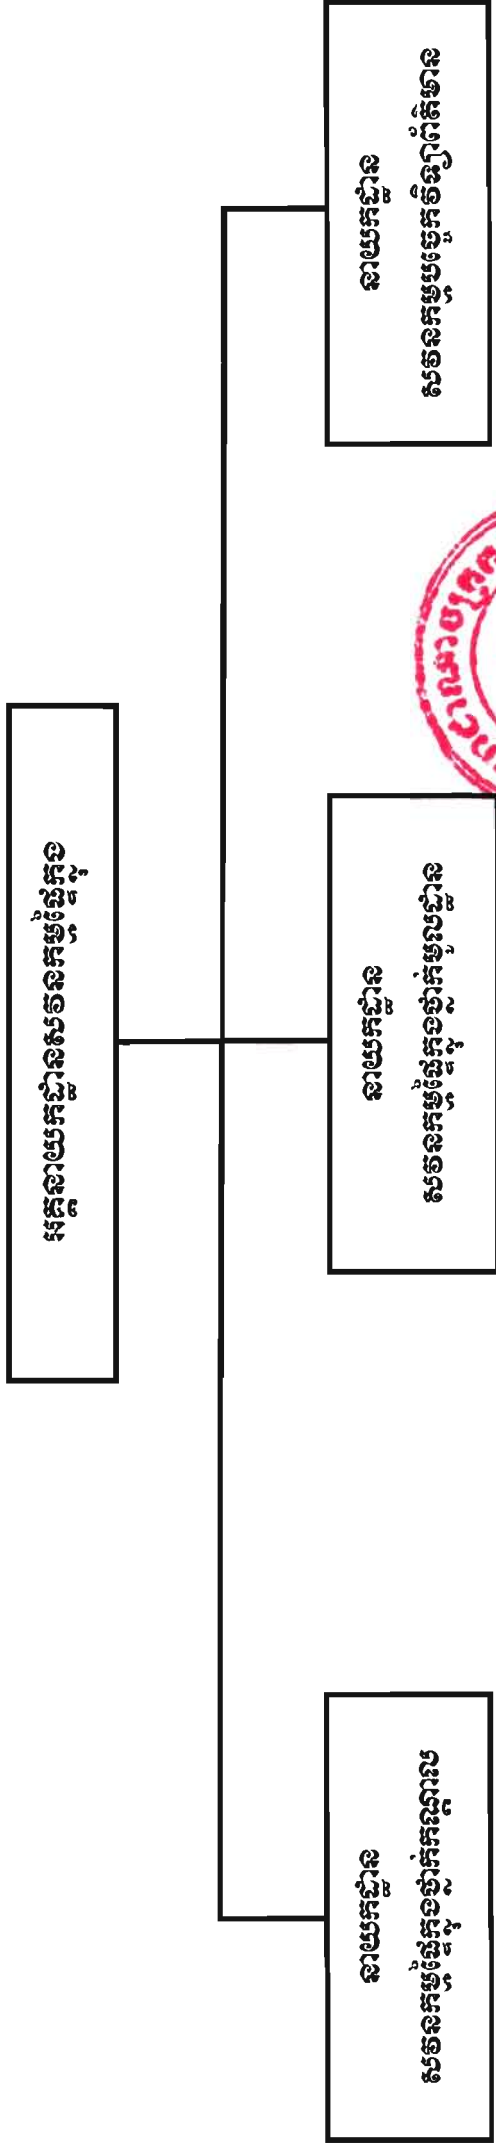 អគ្គនាយកដ្ឋានសវនកម្មផ្ទៃក្នុង
នាយកដ្ឋាន
សវនកម្មផ្ទៃក្នុងថ្នាក់កណ្តាល
នាយកដ្ឋាន
សវនកម្មផ្ទៃក្នុងថ្នាក់មូលដ្ឋាន
នាយកដ្ឋាន
សវនកម្មបច្ចេកវិទ្យាព័ត៌មាន